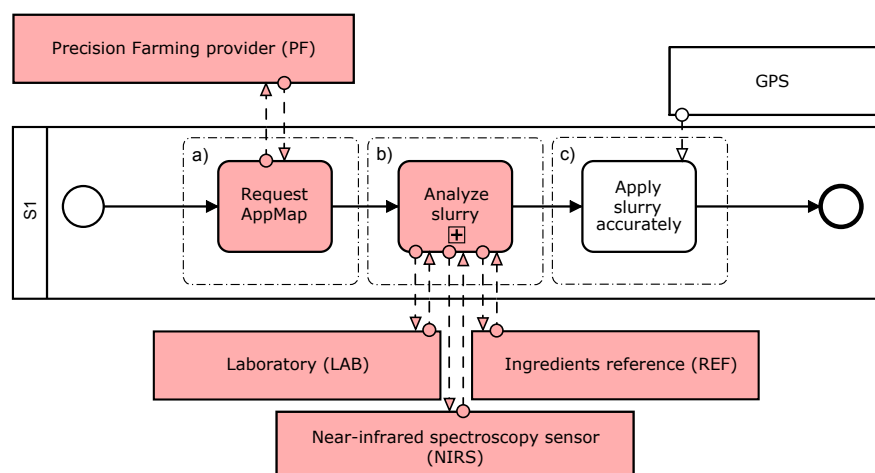 Precision Farming provider (PF)
GPS
S1
a)
Request
AppMap
b)
Analyze
slurry
c)
Apply
slurry
accurately
Laboratory (LAB)
Ingredients reference (REF)
Near-infrared spectroscopy sensor
(NIRS)